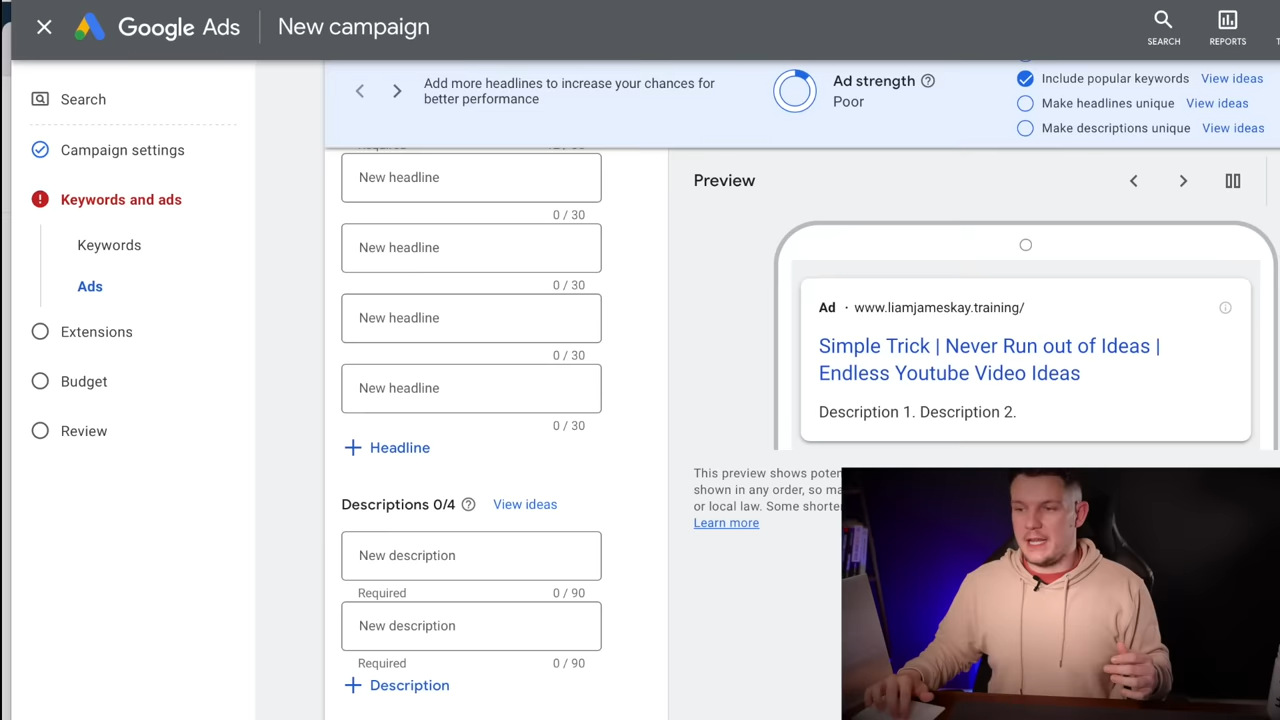 Google Ads
New campaign
SEARCH
REPORTS
Search
Campaign settings
Keywords and ads
Keywords
Ads
Extensions
Budget
Review
Add more headlines to increase your chances for
better performance
Ad strength
Poor
Include popular keywords View ideas
Make headlines unique View ideas
Make descriptions unique View ideas
New headline
0 / 30
New headline
0 / 30
New headline
0 / 30
New headline
0 / 30
+ Headline
Descriptions 0/4 View ideas
New description
Required 0 / 90
New description
Required 0 / 90
+ Description
Preview
Ad · www.liamjameskay.training/
Simple Trick | Never Run out of Ideas |
Endless Youtube Video Ideas
Description 1. Description 2.
This preview shows
shown in any order, so
or local law. Some
Learn more